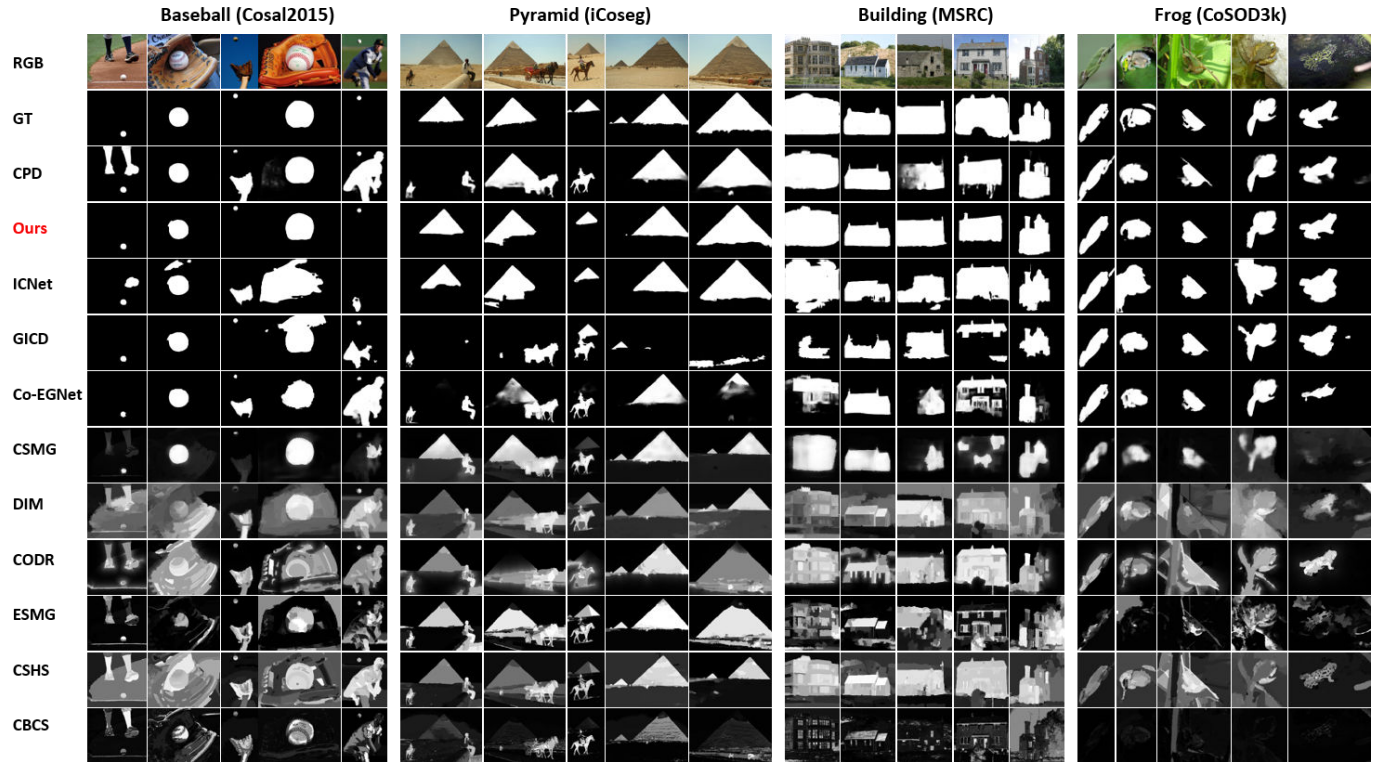 Baseball (Cosal2015) Pyramid (iCoseg) Building (MSRC) Frog (CoSOD3k)
RGB
GT
CPD
Ours
ICNet
GICD
Co-EGNet
CSMG
DIM
CODR
ESMG
CSHS
CBCS